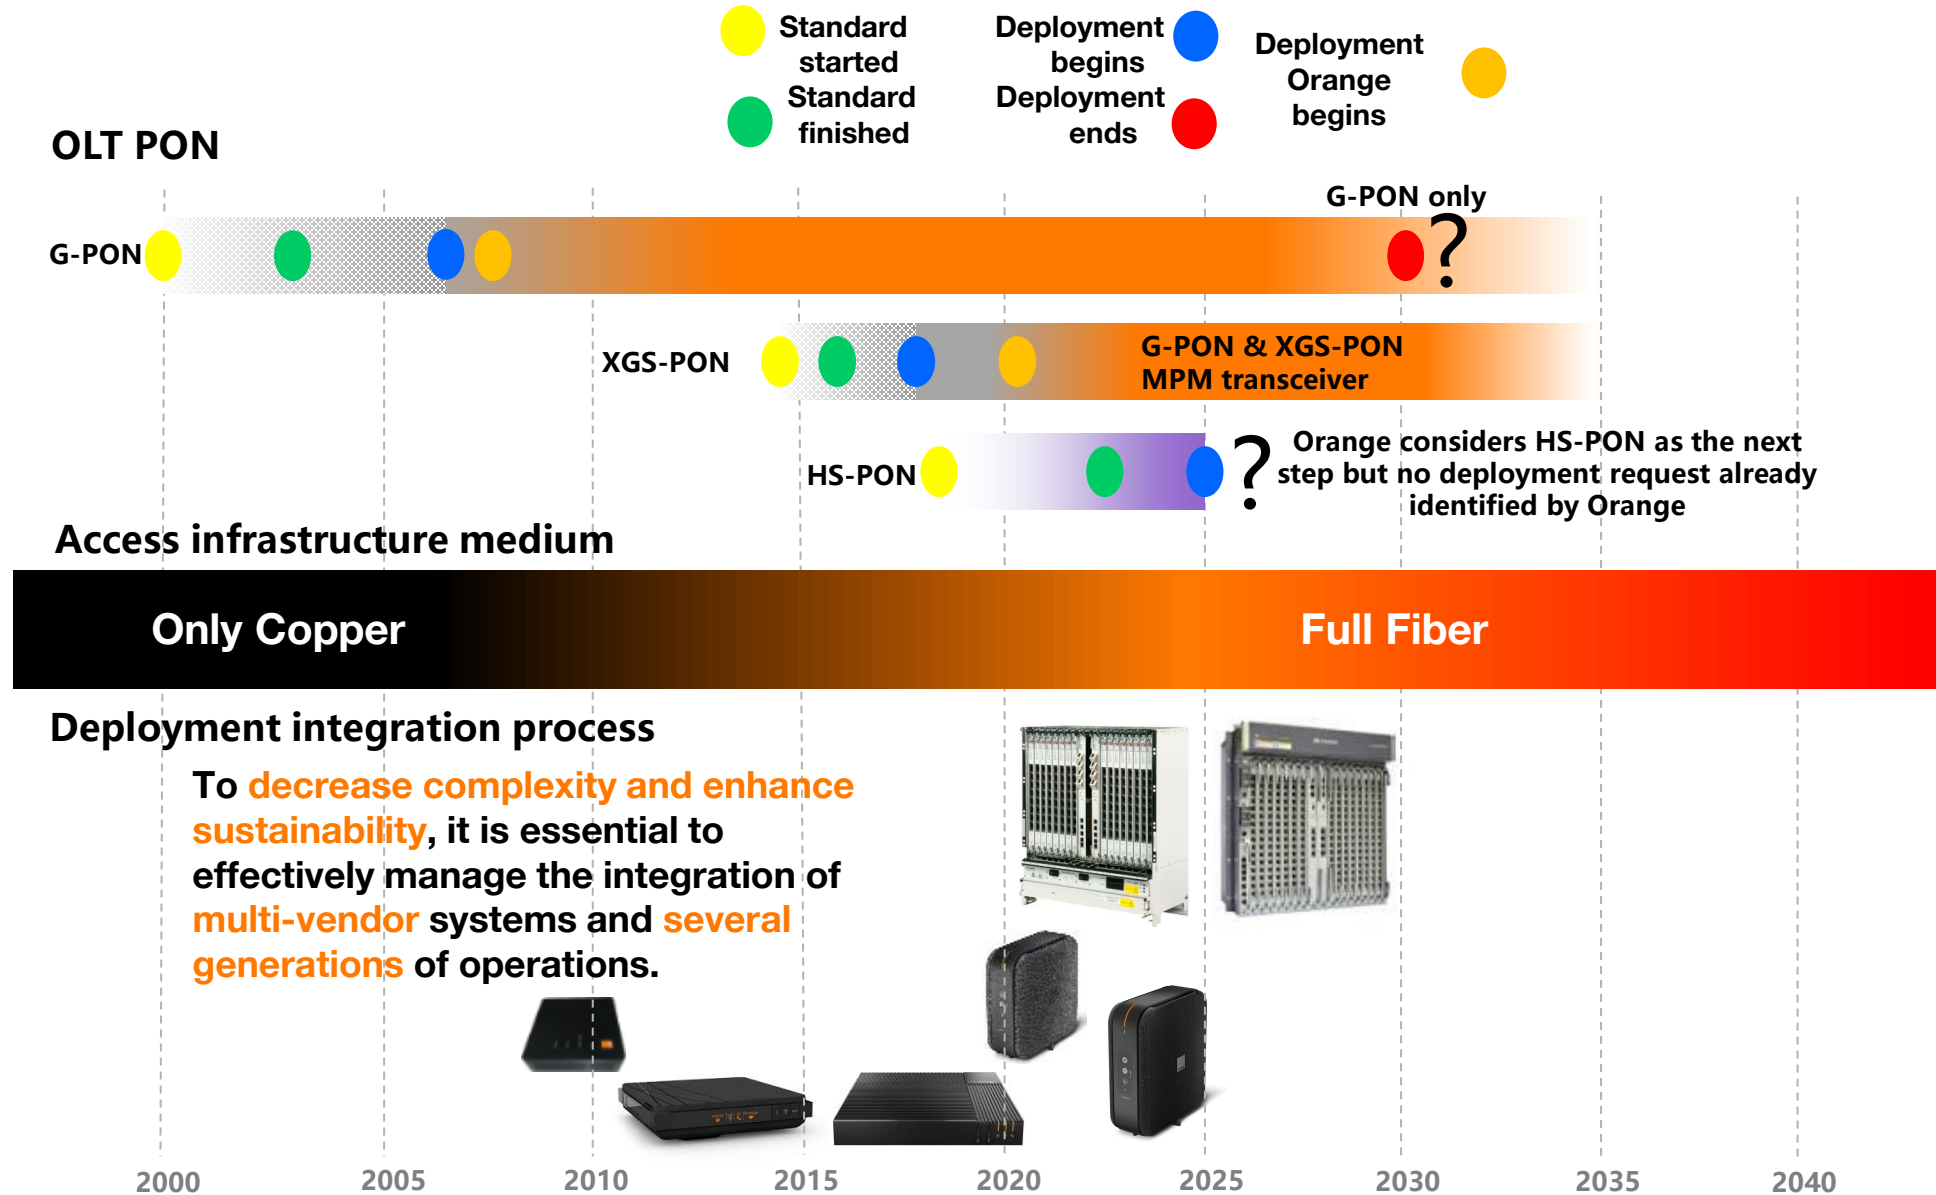 Standard
started
Standard
finished
Deployment
begins
Deployment
ends
Deployment
Orange
begins
OLT PON
G-PON only
G-PON
?
XGS-PON
G-PON & XGS-PON
MPM transceiver
HS-PON
?
Orange considers HS-PON as the next
step but no deployment request already
identified by Orange
Access infrastructure medium
Only Copper
Full Fiber
Deployment integration process
To decrease complexity and enhance
sustainability, it is essential to
effectively manage the integration of
multi-vendor systems and several
generations of operations.
2000
2005
2010
2015
2020
2025
2030
2035
2040